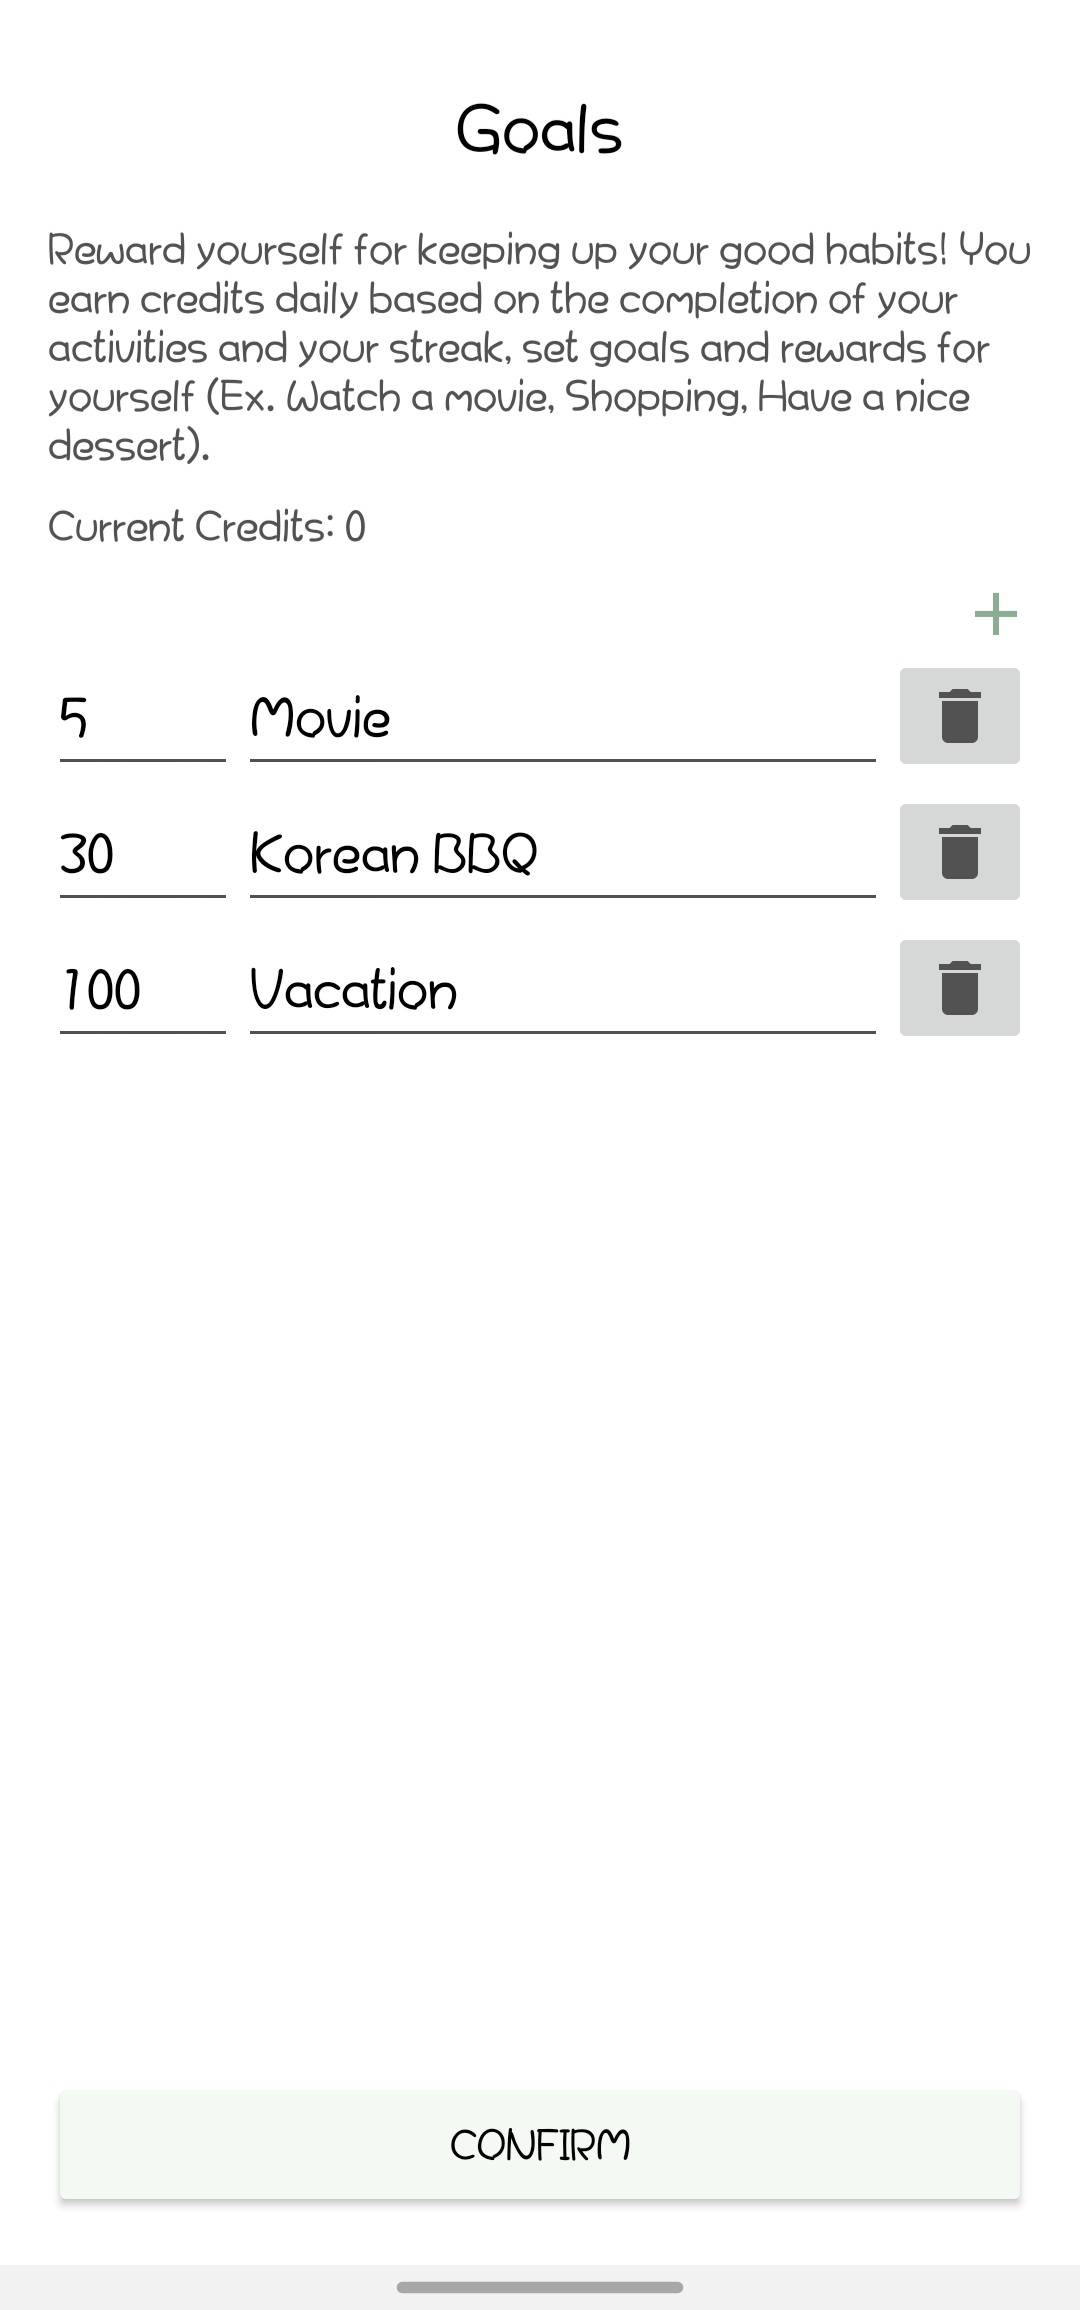 Goals
Reward yourself for keeping up your good habits! You
earn credits daily based on the completion of your
activities and your streak, set goals and rewards for
yourself (Ex. Watch a movie, Shopping, Have a nice
dessert).
Current Credits: 0
5 Movie
30 Korean BBQ
100 Vacation
CONFIRM